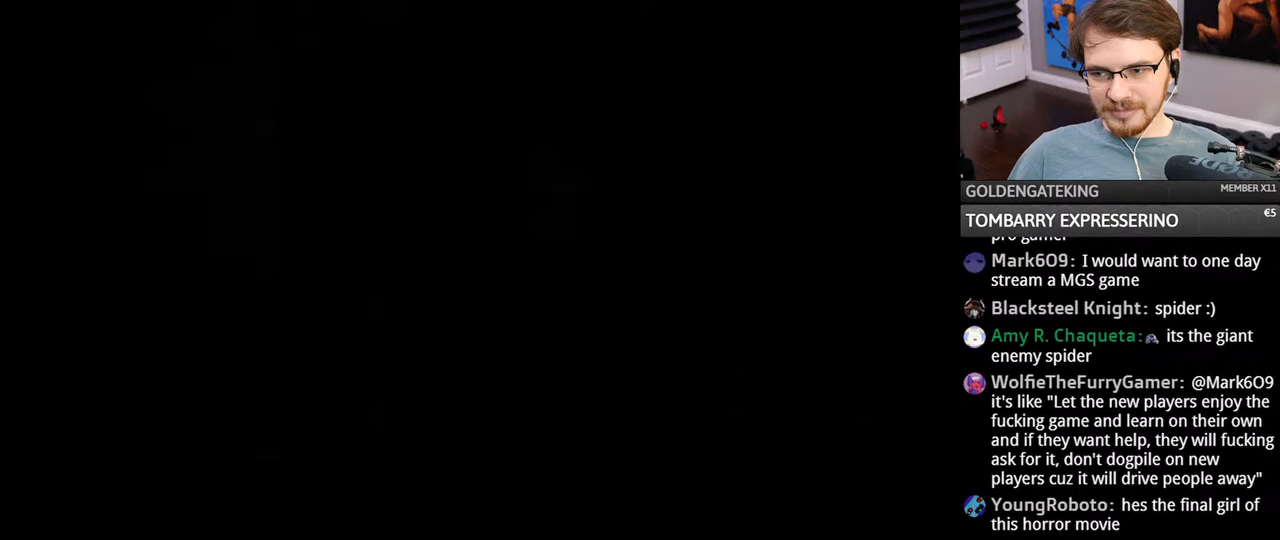 GOLDENGATEKING MEMBER X11
TOMBARRY EXPRESSERINO €5
pro gamer
Mark6O9: I would want to one day
stream a MGS game
Blacksteel Knight: spider :)
Amy R. Chaqueta: its the giant
enemy spider
WolfieTheFurryGamer: @Mark6O9
it's like "Let the new players enjoy the
fucking game and learn on their own
and if they want help, they will fucking
ask for it, don't dogpile on new
players cuz it will drive people away"
YoungRoboto: hes the final girl of
this horror movie